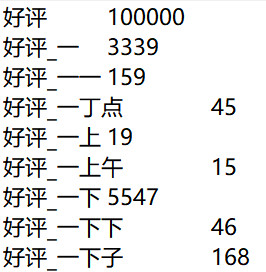 好评 100000
好评_一 3339
好评_一一 159
好评_一丁点 45
好评_一上 19
好评_一上午 15
好评_一下 5547
好评_一下下 46
好评_一下子 168